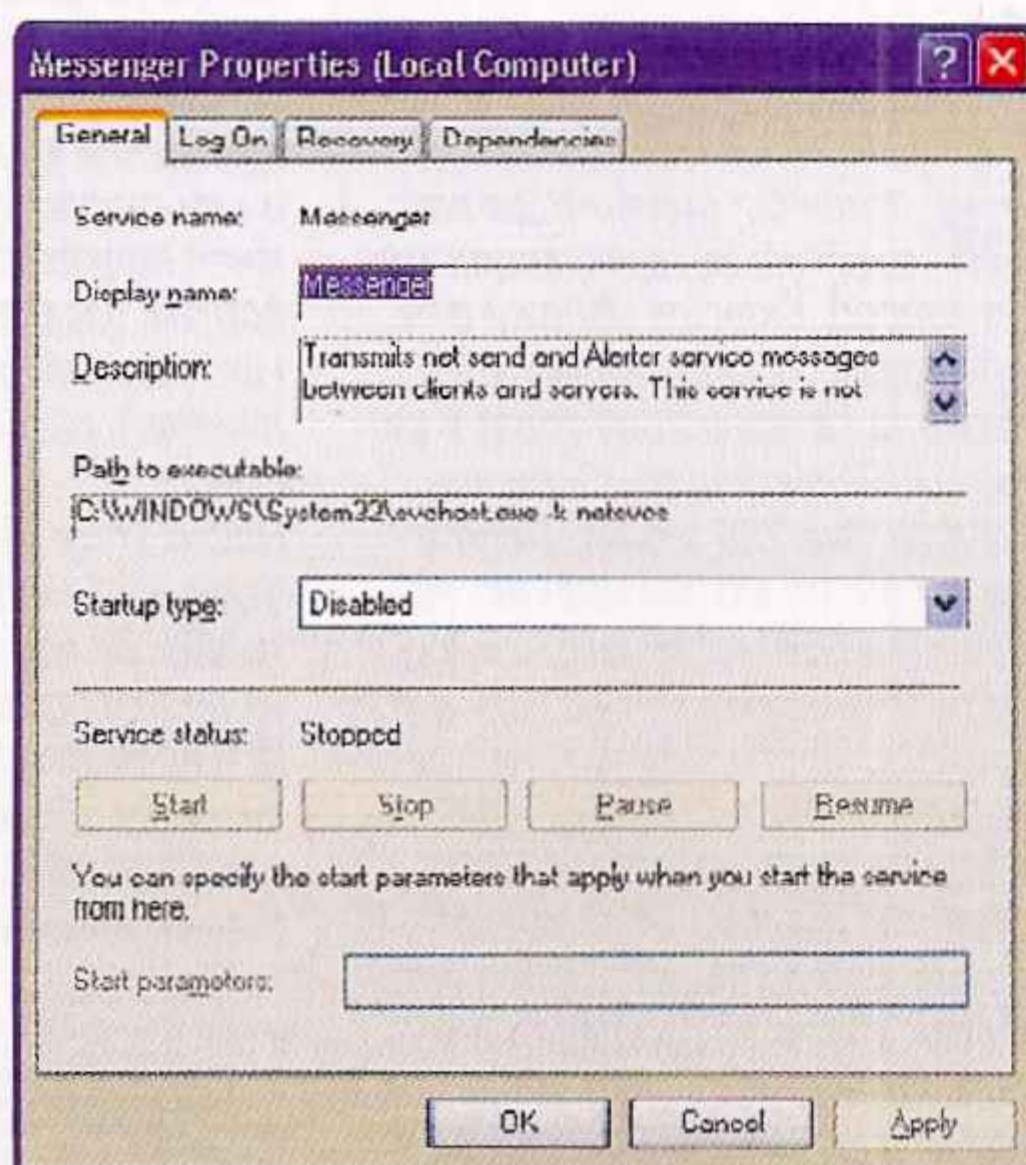 Messenger Properties (Local Computer)
General Log On Recovery Dependencies
Service name: Messenger
Display name: Messenger
Description: Transmits net send and Alerter service messages
between clients and servers. This service is not
Path to executable:
C:\WINDOWS\System32\svchost.exe -k netsvcs
Startup type: Disabled
Service status: Stopped
Start Stop Pause Resume
You can specify the start parameters that apply when you start the service
from here.
Start parameters:
OK Cancel Apply